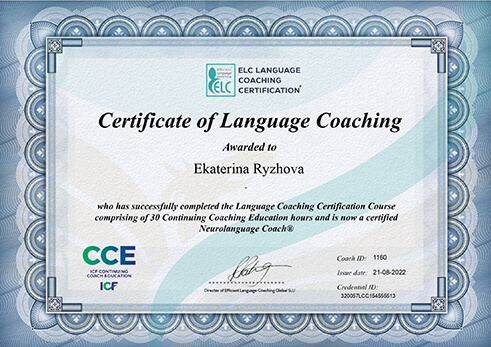 Efficient
Language
Coaching
ELC
ELC LANGUAGE
COACHING
CERTIFICATION
Certificate of Language Coaching
Awarded to
Ekaterina Ryzhova
-
who has successfully completed the Language Coaching Certification Course
comprising of 30 Continuing Coaching Education hours and is now a certified
Neurolanguage Coach®
CCE
ICF CONTINUING
COACH EDUCATION
ICF
Director of Efficient Language Coaching Global SLU
Coach ID: 1160
Issue date: 21-08-2022
Credential ID:
320057LCC154555513